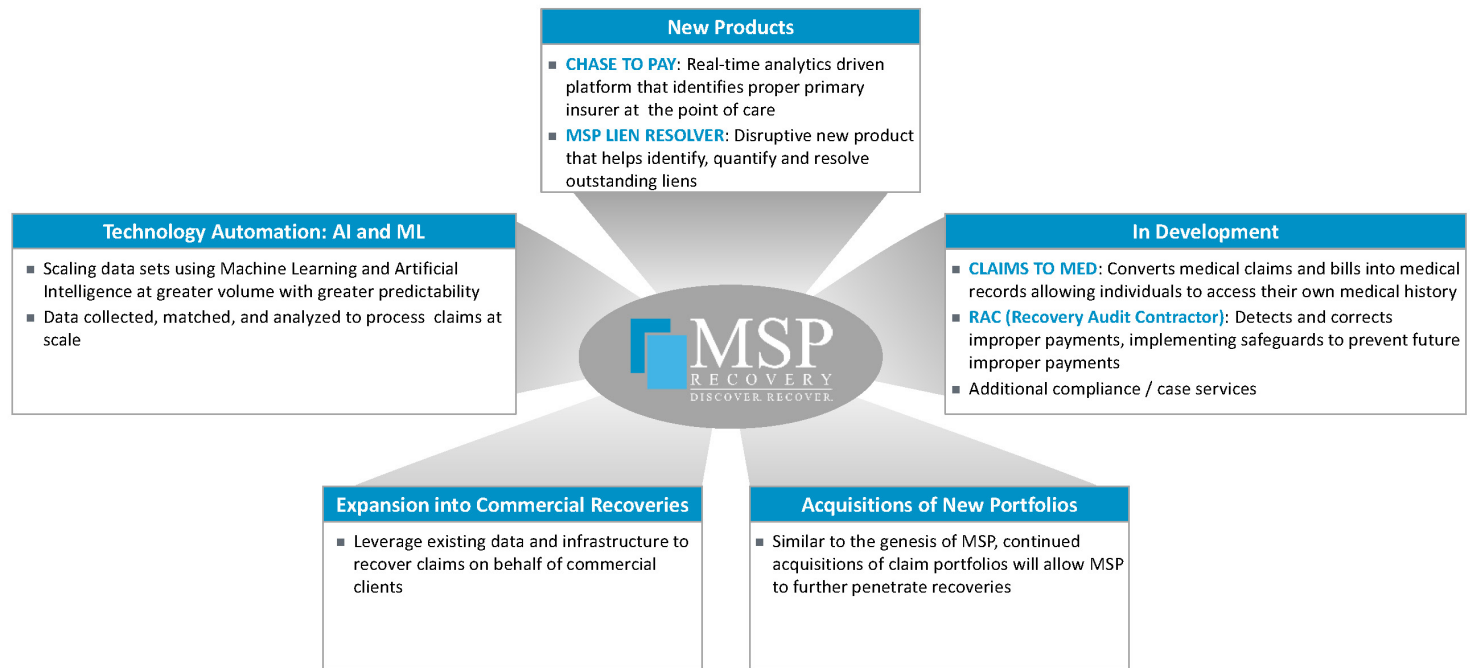 New Products
▪ CHASE TO PAY: Real-time analytics driven
platform that identifies proper primary
insurer at the point of care
▪ MSP LIEN RESOLVER: Disruptive new product
that helps identify, quantify and resolve
outstanding liens
Technology Automation: AI and ML
▪ Scaling data sets using Machine Learning and Artificial
Intelligence at greater volume with greater predictability
▪ Data collected, matched, and analyzed to process claims at
scale
In Development
▪ CLAIMS TO MED: Converts medical claims and bills into medical
records allowing individuals to access their own medical history
▪ RAC (Recovery Audit Contractor): Detects and corrects
improper payments, implementing safeguards to prevent future
improper payments
▪ Additional compliance / case services
MSP
RECOVERY
DISCOVER. RECOVER.
Expansion into Commercial Recoveries
▪ Leverage existing data and infrastructure to
recover claims on behalf of commercial
clients
Acquisitions of New Portfolios
▪ Similar to the genesis of MSP, continued
acquisitions of claim portfolios will allow MSP
to further penetrate recoveries